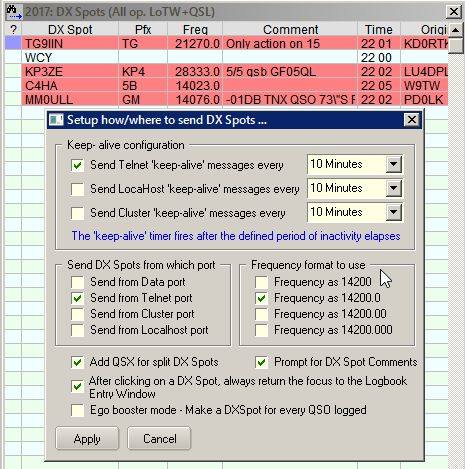 2017: DX Spots (All op. LoTW+QSL)
? DX Spot Pfx Freq Comment Time Origi
TG9IIN TG 21270.0 Only action on 15 22 01 KD0RTK
WCY 22 00
KP3ZE KP4 28333.0 5/5 qsb GF05QL 22 02 LU4DPL
C4HA 5B 14023.0 22 05 W9TW
MM0ULL GM 14076.0 -01DB TNX QSO 73\"S F 22 02 PD0LK
Setup how/where to send DX Spots ...
Keep- alive configuration
Send Telnet 'keep-alive' messages every 10 Minutes
Send LocaHost 'keep-alive' messages every 10 Minutes
Send Cluster 'keep-alive' messages every 10 Minutes
The 'keep-alive' timer fires after the defined period of inactivity elapses
Send DX Spots from which port
Send from Data port
Send from Telnet port
Send from Cluster port
Send from Localhost port
Frequency format to use
Frequency as 14200
Frequency as 14200.0
Frequency as 14200.00
Frequency as 14200.000
Add QSX for split DX Spots
Prompt for DX Spot Comments
After clicking on a DX Spot, always return the focus to the Logbook
Entry Window
Ego booster mode - Make a DXSpot for every QSO logged
Apply
Cancel